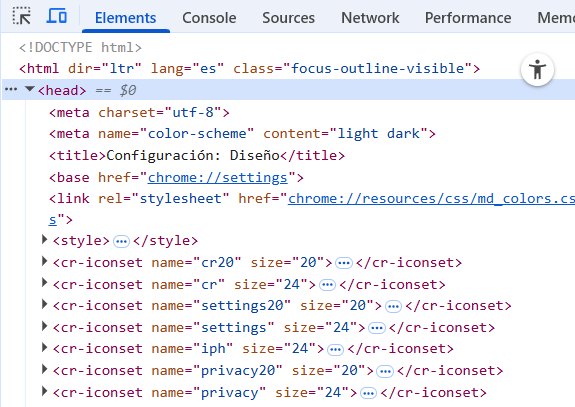 Elements Console Sources Network Performance Memo
<!DOCTYPE html>
<html dir="ltr" lang="es" class="focus-outline-visible">
••• ▼<head> == $0
<meta charset="utf-8">
<meta name="color-scheme" content="light dark">
<title>Configuración: Diseño</title>
<base href="chrome://settings">
<link rel="stylesheet" href="chrome://resources/css/md_colors.cs
s">
▶<style>•••</style>
▶<cr-iconset name="cr20" size="20">•••</cr-iconset>
▶<cr-iconset name="cr" size="24">•••</cr-iconset>
▶<cr-iconset name="settings20" size="20">•••</cr-iconset>
▶<cr-iconset name="settings" size="24">•••</cr-iconset>
▶<cr-iconset name="iph" size="24">•••</cr-iconset>
▶<cr-iconset name="privacy20" size="20">•••</cr-iconset>
▶<cr-iconset name="privacy" size="24">•••</cr-iconset>